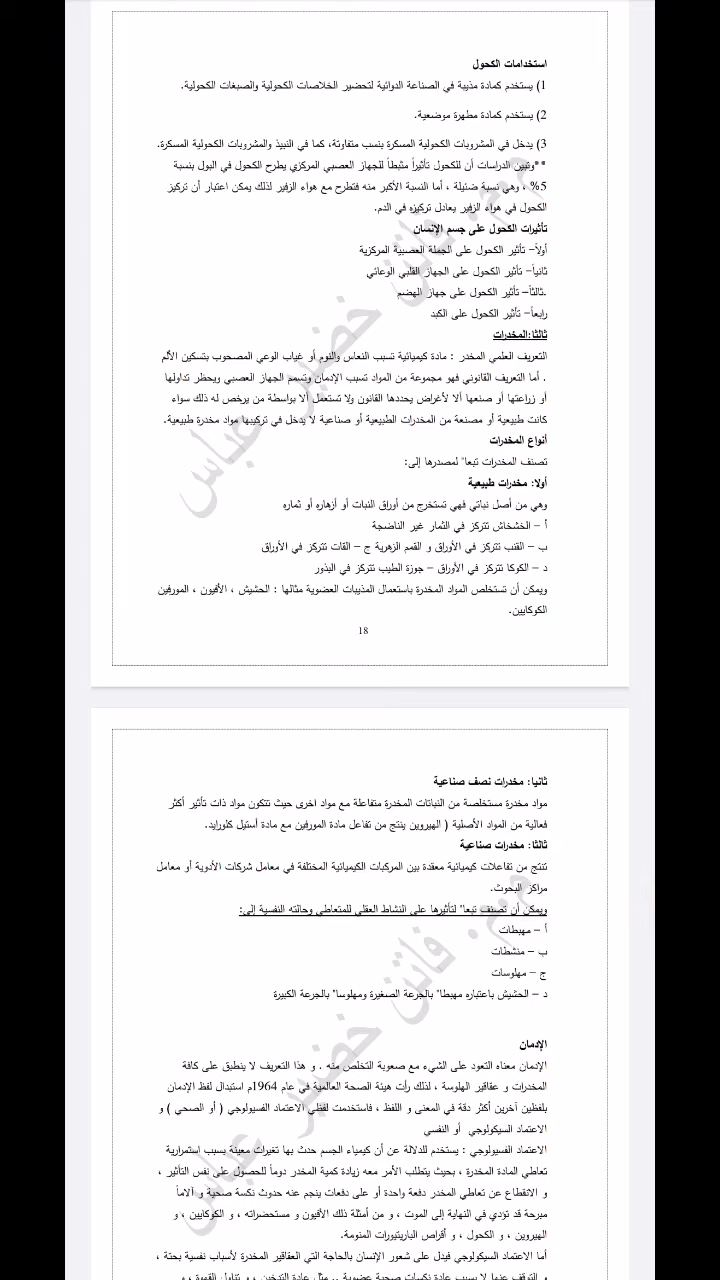 استخدامات الكحول
1) يستخدم كمادة مذيبة في الصناعة الدوائية لتحضير الخلاصات الكحولية والصبغات الكحولية.
2) يستخدم كمادة مطهرة موضعية.
3) يدخل في المشروبات الكحولية المسكرة بنسب متفاوتة، كما في النبيذ والمشروبات الكحولية المسكرة.
**وتبين الدراسات أن للكحول تأثيراً مثبطاً للجهاز العصبي المركزي يطرح الكحول في البول بنسبة
5% ، وهي نسبة ضئيلة ، أما النسبة الأكبر منه فتطرح مع هواء الزفير لذلك يمكن اعتبار أن تركيز
الكحول في هواء الزفير يعادل تركيزه في الدم.
تأثيرات الكحول على جسم الإنسان
أولاً– تأثير الكحول على الجملة العصبية المركزية
ثانياً– تأثير الكحول على الجهاز القلبي الوعائي
.ثالثاً– تأثير الكحول على جهاز الهضم
رابعاً– تأثير الكحول على الكبد
ثالثا:المخدرات
التعريف العلمي المخدر : مادة كيميائية تسبب النعاس والنوم أو غياب الوعي المصحوب بتسكين الألم
. أما التعريف القانوني فهو مجموعة من المواد تسبب الإدمان وتسمم الجهاز العصبي ويحظر تداولها
أو زراعتها أو صنعها ألا لأغراض يحددها القانون ولا تستعمل ألا بواسطة من يرخص له ذلك سواء
كانت طبيعية أو مصنعة من المخدرات الطبيعية أو صناعية لا يدخل في تركيبها مواد مخدرة طبيعية.
أنواع المخدرات
تصنف المخدرات تبعا" لمصدرها إلى:
أولا: مخدرات طبيعية
وهي من أصل نباتي فهي تستخرج من أوراق النبات أو أزهاره أو ثماره
أ – الخشخاش تتركز في الثمار غير الناضجة
ب – القنب تتركز في الأوراق و القمم الزهرية ج – القات تتركز في الأوراق
د – الكوكا تتركز في الأوراق – جوزة الطيب تتركز في البذور
ويمكن أن تستخلص المواد المخدرة باستعمال المذيبات العضوية مثالها : الحشيش ، الأفيون ، المورفين
الكوكايين.
18
م.م. فاتن خضير عباس
ثانيا: مخدرات نصف صناعية
مواد مخدرة مستخلصة من النباتات المخدرة متفاعلة مع مواد اخرى حيث تتكون مواد ذات تأثير أكثر
فعالية من المواد الأصلية ( الهيروين ينتج من تفاعل مادة المورفين مع مادة أستيل كلورايد.
ثالثا: مخدرات صناعية
تنتج من تفاعلات كيميائية معقدة بين المركبات الكيميائية المختلفة في معامل شركات الأدوية أو معامل
مراكز البحوث.
ويمكن أن تصنف تبعا" لتأثيرها على النشاط العقلي للمتعاطي وحالته النفسية إلى:
أ – مهبطات
ب – منشطات
ج – مهلوسات
د – الحشيش باعتباره مهبطا" بالجرعة الصغيرة ومهلوسا" بالجرعة الكبيرة
الإدمان
الإدمان معناه التعود على الشيء مع صعوبة التخلص منه . و هذا التعريف لا ينطبق على كافة
المخدرات و عقاقير الهلوسة ، لذلك رأت هيئة الصحة العالمية في عام 1964م استبدال لفظ الإدمان
بلفظين آخرين أكثر دقة في المعنى و اللفظ ، فاستخدمت لفظي الاعتماد الفسيولوجي ( أو الصحي ) و
الاعتماد السيكولوجي أو النفسي
الاعتماد الفسيولوجي : يستخدم للدلالة عن أن كيمياء الجسم حدث بها تغيرات معينة بسبب استمرارية
تعاطي المادة المخدرة ، بحيث يتطلب الأمر معه زيادة كمية المخدر دوماً للحصول على نفس التأثير ،
و الانقطاع عن تعاطي المخدر دفعة واحدة أو على دفعات ينجم عنه حدوث نكسة صحية و آلاماً
مبرحة قد تؤدي في النهاية إلى الموت ، و من أمثلة ذلك الأفيون و مستحضراته ، و الكوكايين ، و
الهيروين ، و الكحول ، و أقراص الباربتيورات المنومة.
أما الاعتماد السيكولوجي فيدل على شعور الإنسان بالحاجة التي العقاقير المخدرة لأسباب نفسية بحتة ،
و التوقف عنها لا يسبب عادة نكسات صحية عضوية .. مثل عادة التدخين ، و تناول القهوة ، و
م.م. فاتن خضير عباس